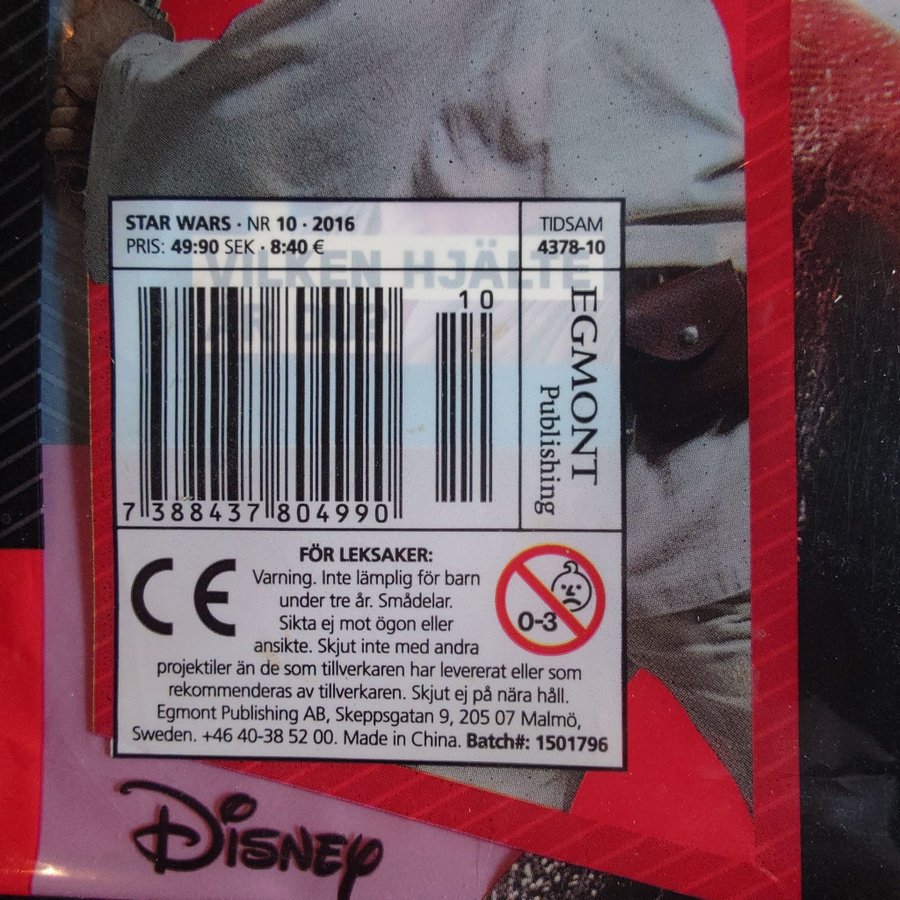 STAR WARS · NR 10 · 2016
PRIS: 49:90 SEK · 8:40 €
TIDSAM
4378-10
VILKEN HJÄLTE
10
EGMONT
Publishing
7 388437 804990
FÖR LEKSAKER:
CE
Varning. Inte lämplig för barn
under tre år. Smådelar.
Sikta ej mot ögon eller
ansikte. Skjut inte med andra
projektiler än de som tillverkaren har levererat eller som
rekommenderas av tillverkaren. Skjut ej på nära håll.
Egmont Publishing AB, Skeppsgatan 9, 205 07 Malmö,
Sweden. +46 40-38 52 00. Made in China. Batch#: 1501796
0-3
Disney